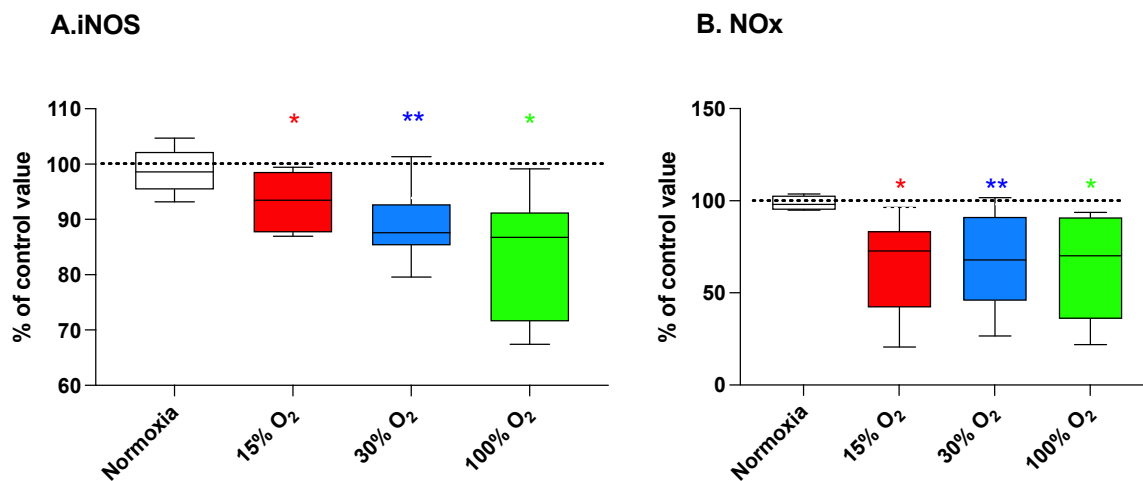 A.iNOS
B. NOx
% of control value
110
100
90
80
70
60
* ** *
Normoxia
15% O₂
30% O₂
100% O₂
% of control value
150
100
50
0
* ** *
Normoxia
15% O₂
30% O₂
100% O₂